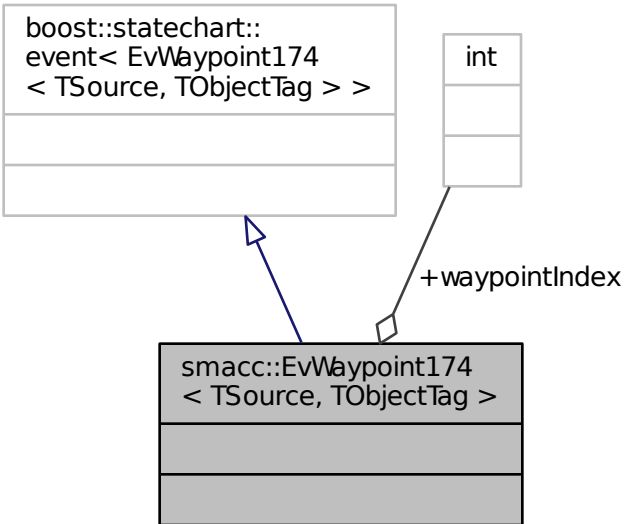 boost::statechart::
event< EvWaypoint174
< TSource, TObjectTag > >
int
+waypointIndex
smacc::EvWaypoint174
< TSource, TObjectTag >